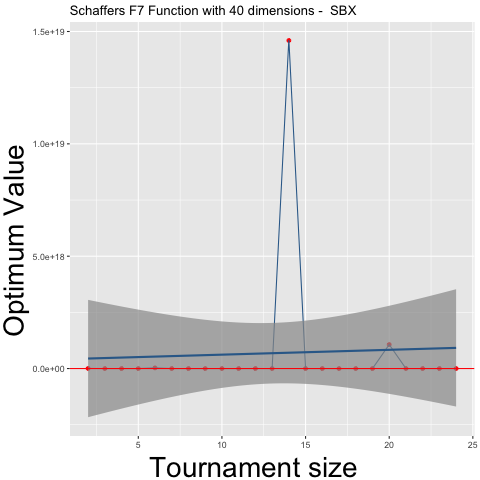 Schaffers F7 Function with 40 dimensions - SBX
Optimum Value
1.5e+19
1.0e+19
5.0e+18
0.0e+00
5 10 15 20 25
Tournament size